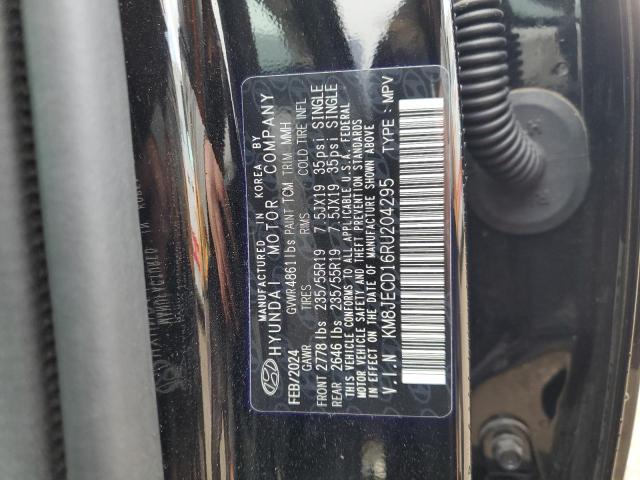 MANUFACTURED IN KOREA BY
HYUNDAI MOTOR COMPANY
FEB/2024 GVWR 4861 lbs PAINT TCM TRIM MMH
GAWR TIRES RIMS COLD TIRE INFL
FRONT 2778 lbs 235/55R19 7.5JX19 35psi SINGLE
REAR 2646 lbs 235/55R19 7.5JX19 35psi SINGLE
THIS VEHICLE CONFORMS TO ALL APPLICABLE U.S.A. FEDERAL
MOTOR VEHICLE SAFETY AND THEFT PREVENTION STANDARDS
IN EFFECT ON THE DATE OF MANUFACTURE SHOWN ABOVE
V.I.N KM8JECD16RU204295 TYPE : MPV